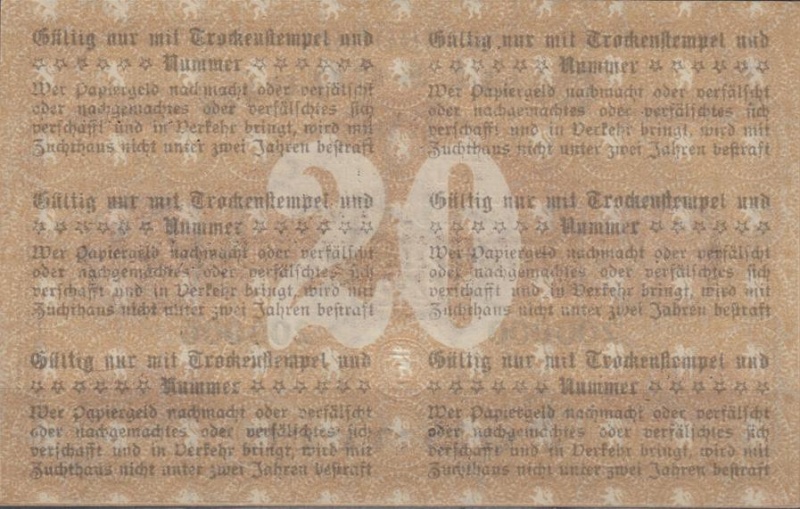 Gültig nur mit Trockenstempel und
☆ ☆ ☆ ☆ ☆ ☆ Nummer ☆ ☆ ☆ ☆ ☆ ☆
Wer Papiergeld nachmacht oder verfälscht
oder nachgemachtes oder verfälschtes sich
verschafft und in Verkehr bringt, wird mit
Zuchthaus nicht unter zwei Jahren bestraft
Gültig nur mit Trockenstempel und
☆ ☆ ☆ ☆ ☆ ☆ Nummer ☆ ☆ ☆ ☆ ☆ ☆
Wer Papiergeld nachmacht oder verfälscht
oder nachgemachtes oder verfälschtes sich
verschafft und in Verkehr bringt, wird mit
Zuchthaus nicht unter zwei Jahren bestraft
20
Gültig nur mit Trockenstempel und
☆ ☆ ☆ ☆ ☆ ☆ Nummer ☆ ☆ ☆ ☆ ☆ ☆
Wer Papiergeld nachmacht oder verfälscht
oder nachgemachtes oder verfälschtes sich
verschafft und in Verkehr bringt, wird mit
Zuchthaus nicht unter zwei Jahren bestraft
Gültig nur mit Trockenstempel und
☆ ☆ ☆ ☆ ☆ ☆ Nummer ☆ ☆ ☆ ☆ ☆ ☆
Wer Papiergeld nachmacht oder verfälscht
oder nachgemachtes oder verfälschtes sich
verschafft und in Verkehr bringt, wird mit
Zuchthaus nicht unter zwei Jahren bestraft
Gültig nur mit Trockenstempel und
☆ ☆ ☆ ☆ ☆ ☆ Nummer ☆ ☆ ☆ ☆ ☆ ☆
Wer Papiergeld nachmacht oder verfälscht
oder nachgemachtes oder verfälschtes sich
verschafft und in Verkehr bringt, wird mit
Zuchthaus nicht unter zwei Jahren bestraft
Gültig nur mit Trockenstempel und
☆ ☆ ☆ ☆ ☆ ☆ Nummer ☆ ☆ ☆ ☆ ☆ ☆
Wer Papiergeld nachmacht oder verfälscht
oder nachgemachtes oder verfälschtes sich
verschafft und in Verkehr bringt, wird mit
Zuchthaus nicht unter zwei Jahren bestraft